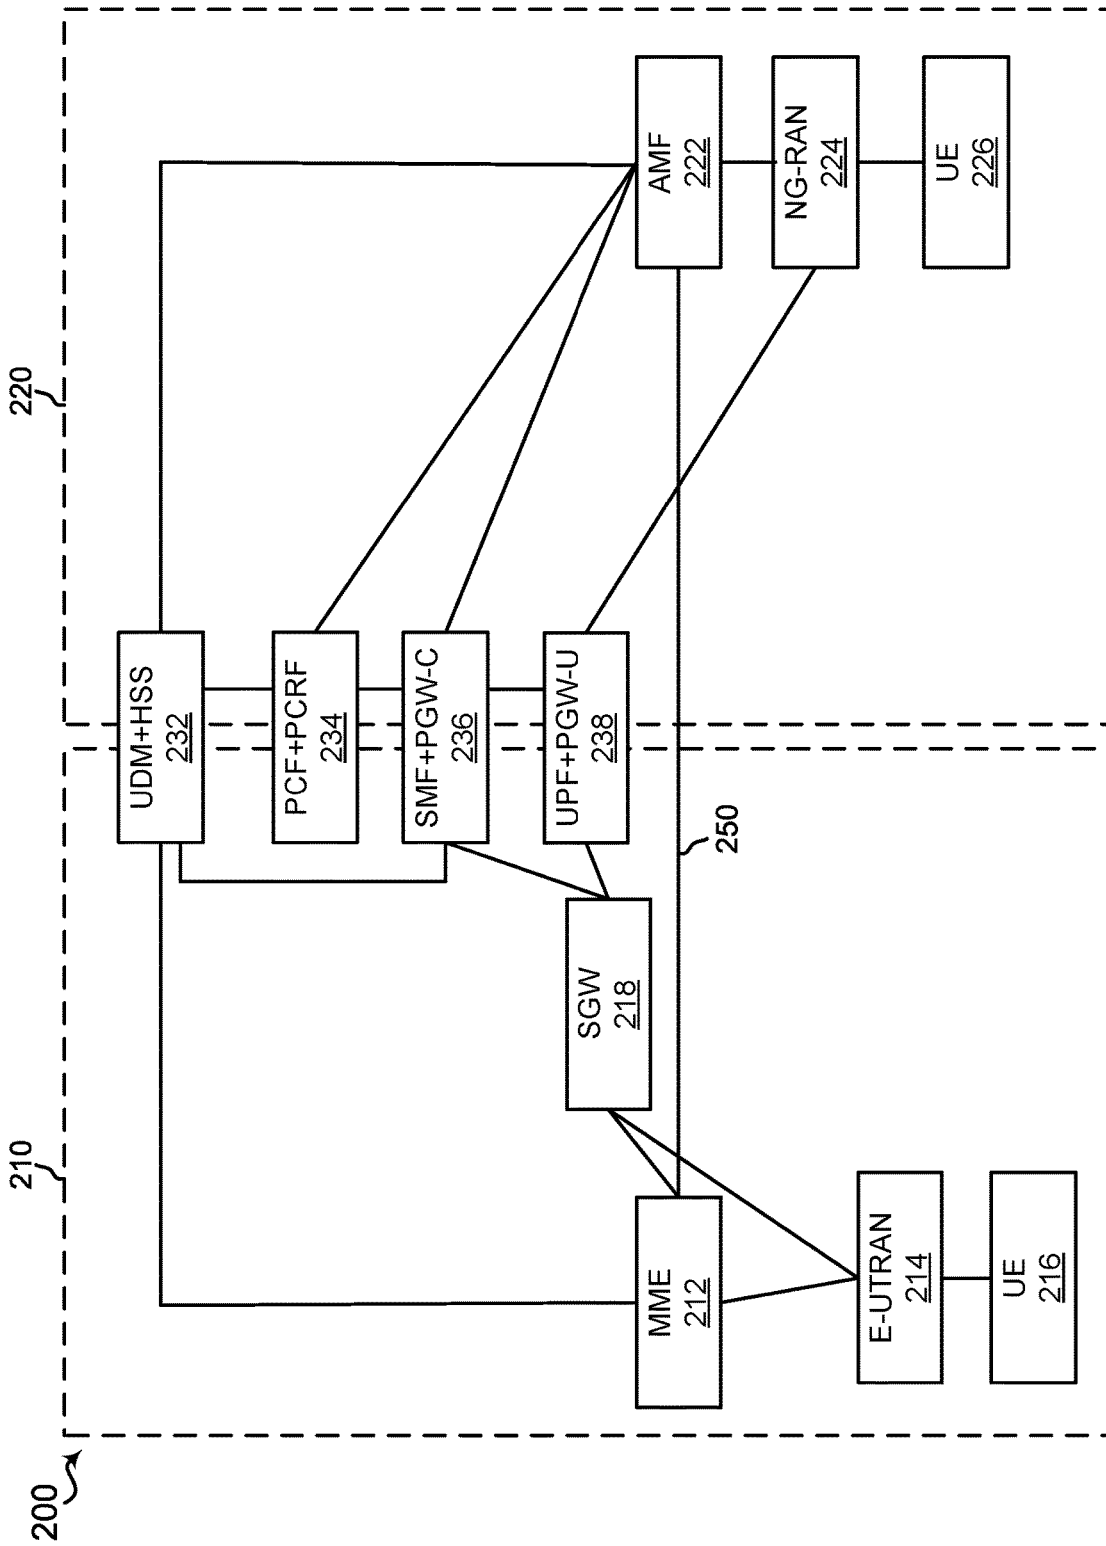 200
210
220
UDM+HSS
232
PCF+PCRF
234
SMF+PGW-C
236
UPF+PGW-U
238
SGW
218
250
MME
212
AMF
222
E-UTRAN
214
NG-RAN
224
UE
216
UE
226